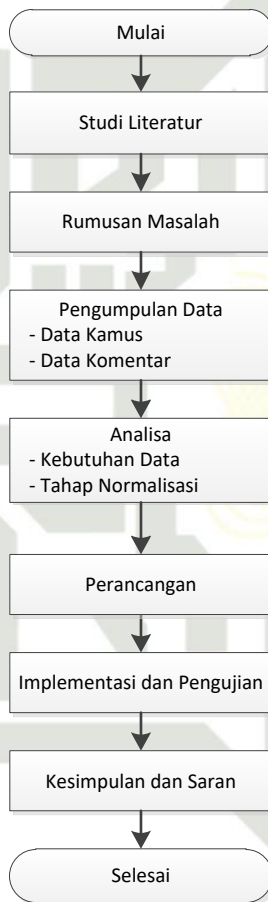 Mulai
Studi Literatur
Rumusan Masalah
Pengumpulan Data
- Data Kamus
- Data Komentar
Analisa
- Kebutuhan Data
- Tahap Normalisasi
Perancangan
Implementasi dan Pengujian
Kesimpulan dan Saran
Selesai